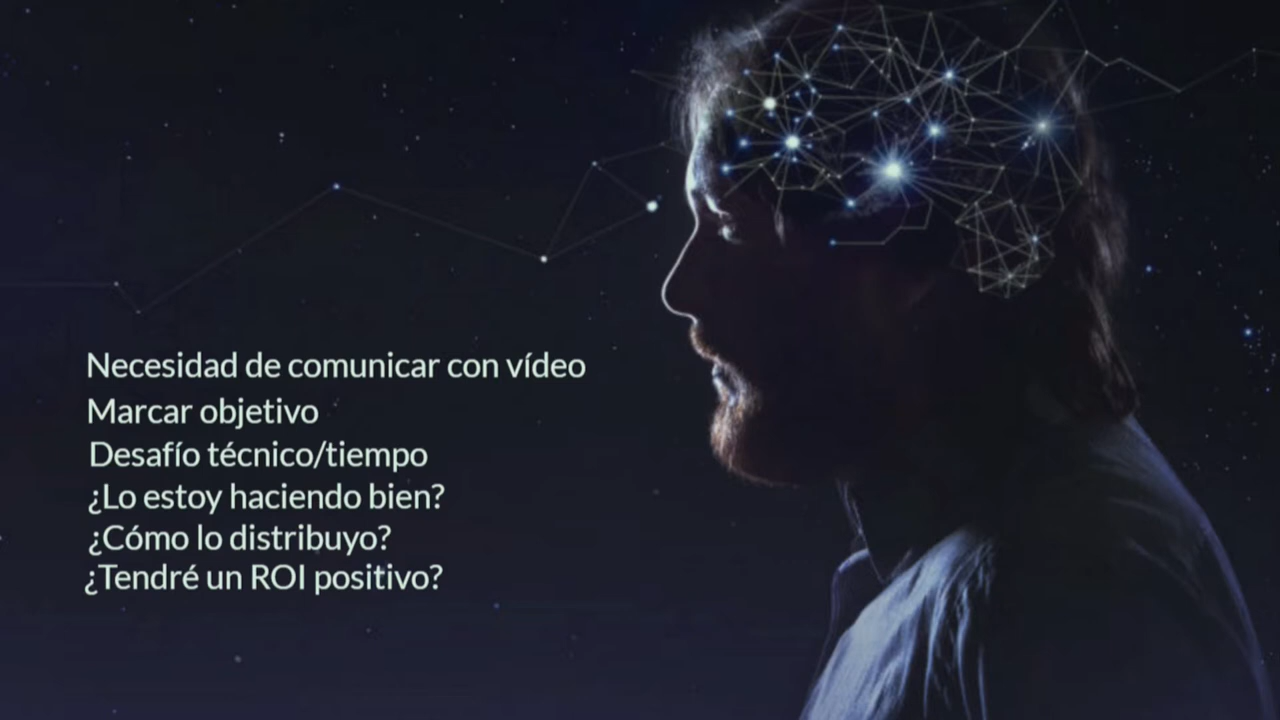 Necesidad de comunicar con vídeo
Marcar objetivo
Desafío técnico/tiempo
¿Lo estoy haciendo bien?
¿Cómo lo distribuyo?
¿Tendré un ROI positivo?